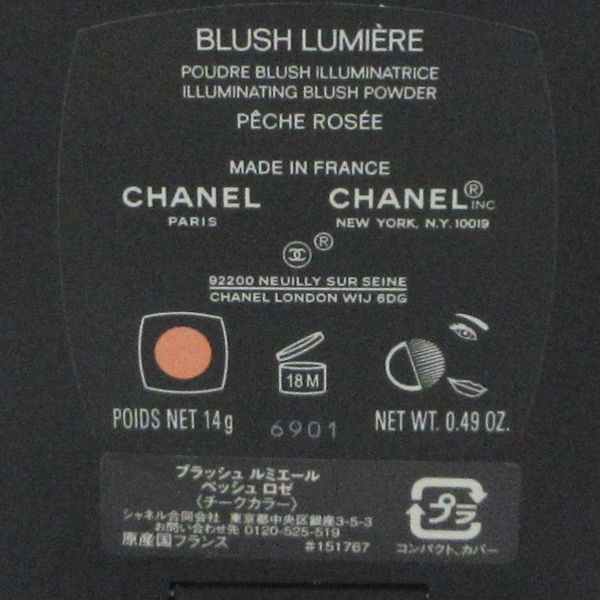 BLUSH LUMIÈRE
POUDRE BLUSH ILLUMINATRICE
ILLUMINATING BLUSH POWDER
PÊCHE ROSÉE
MADE IN FRANCE
CHANEL CHANEL® INC
PARIS NEW YORK, N.Y. 10019
®
92200 NEUILLY SUR SEINE
CHANEL LONDON W1J 6DG
18 M
POIDS NET 14g 6901 NET WT. 0.49 OZ.
ブラッシュ ルミエール
ペッシュ ロゼ
〈チークカラー〉
シャネル合同会社 東京都中央区銀座3-5-3
お問い合わせ先 0120-525-519
原産国フランス #151767
プラ
コンパクト、カバー